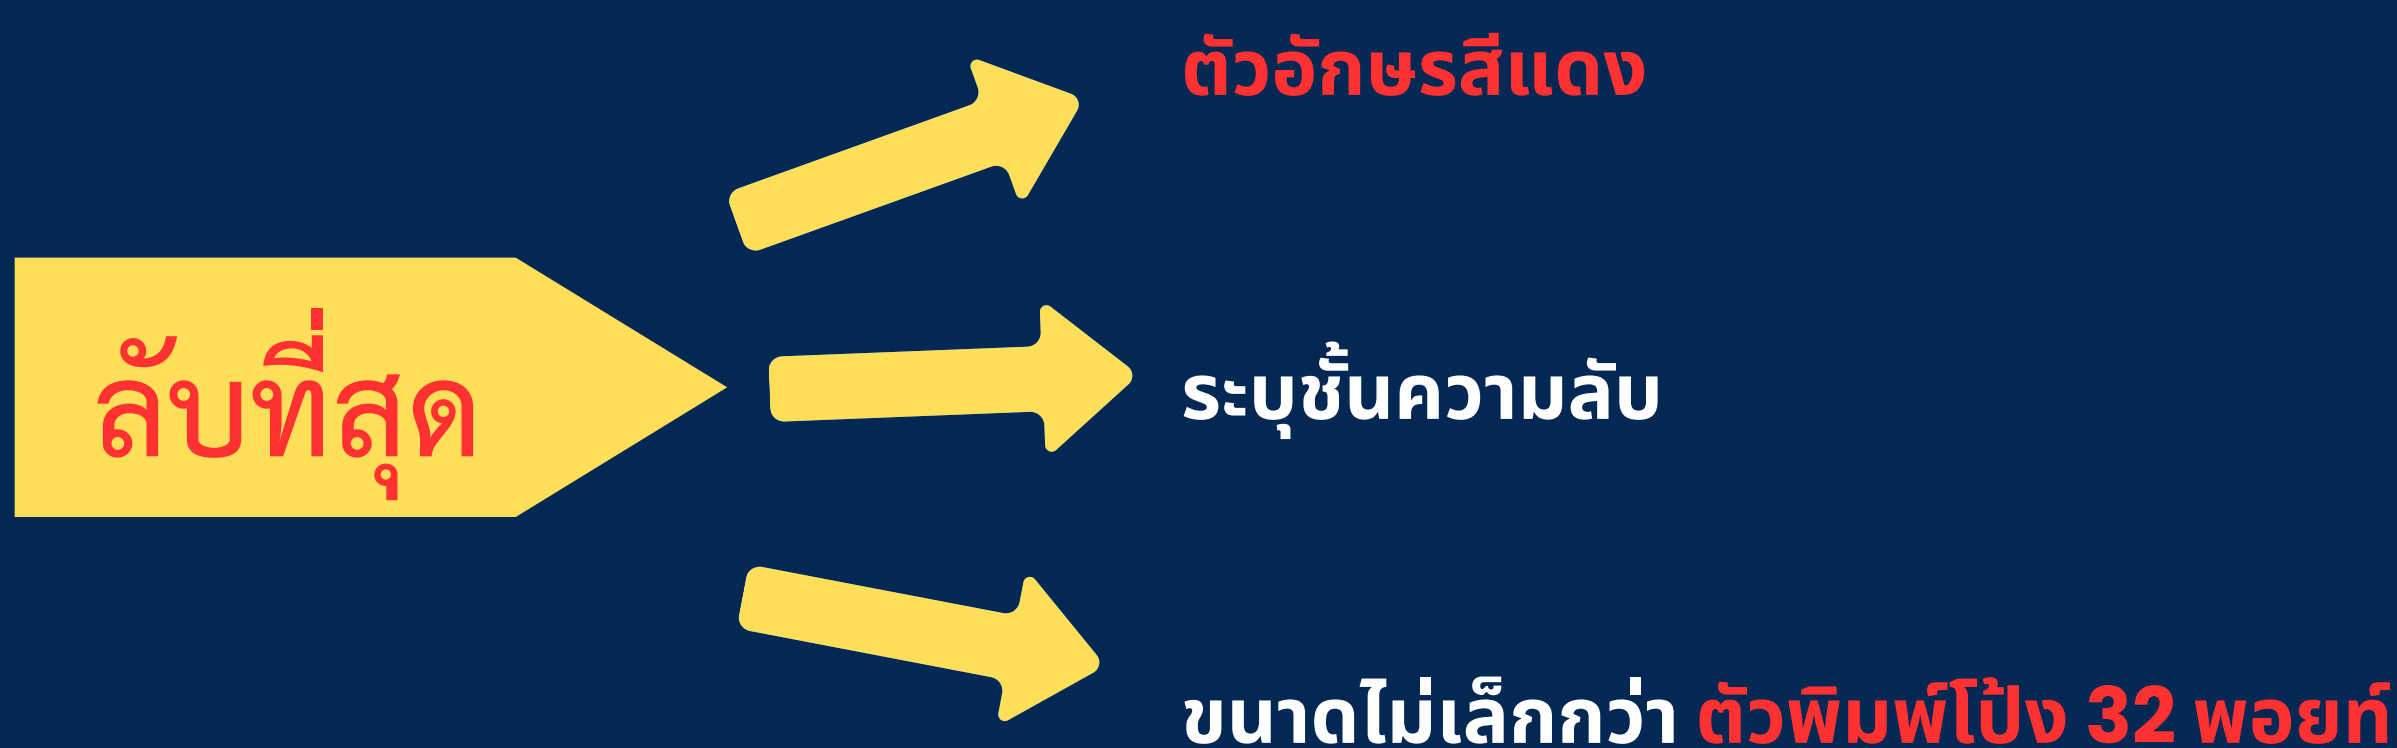 ตัวอักษรสีแดง
ลับที่สุด
ระบุชั้นความลับ
ขนาดไม่เล็กกว่า ตัวพิมพ์โป้ง 32 พอยท์